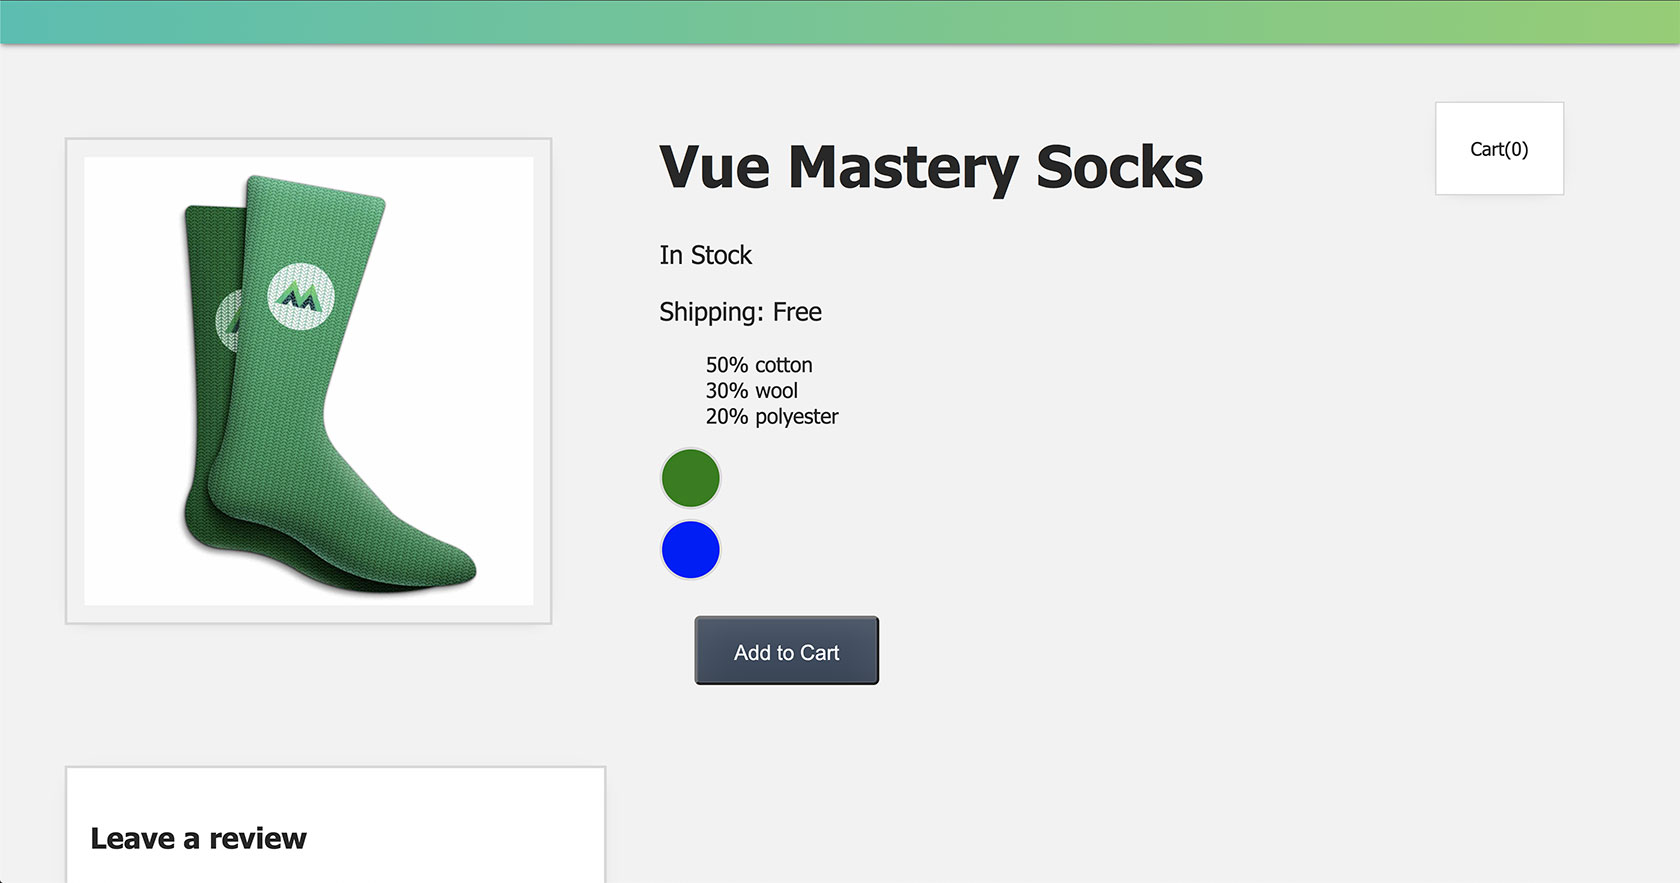 Cart(0)
Vue Mastery Socks
In Stock
Shipping: Free
50% cotton
30% wool
20% polyester
Add to Cart
Leave a review